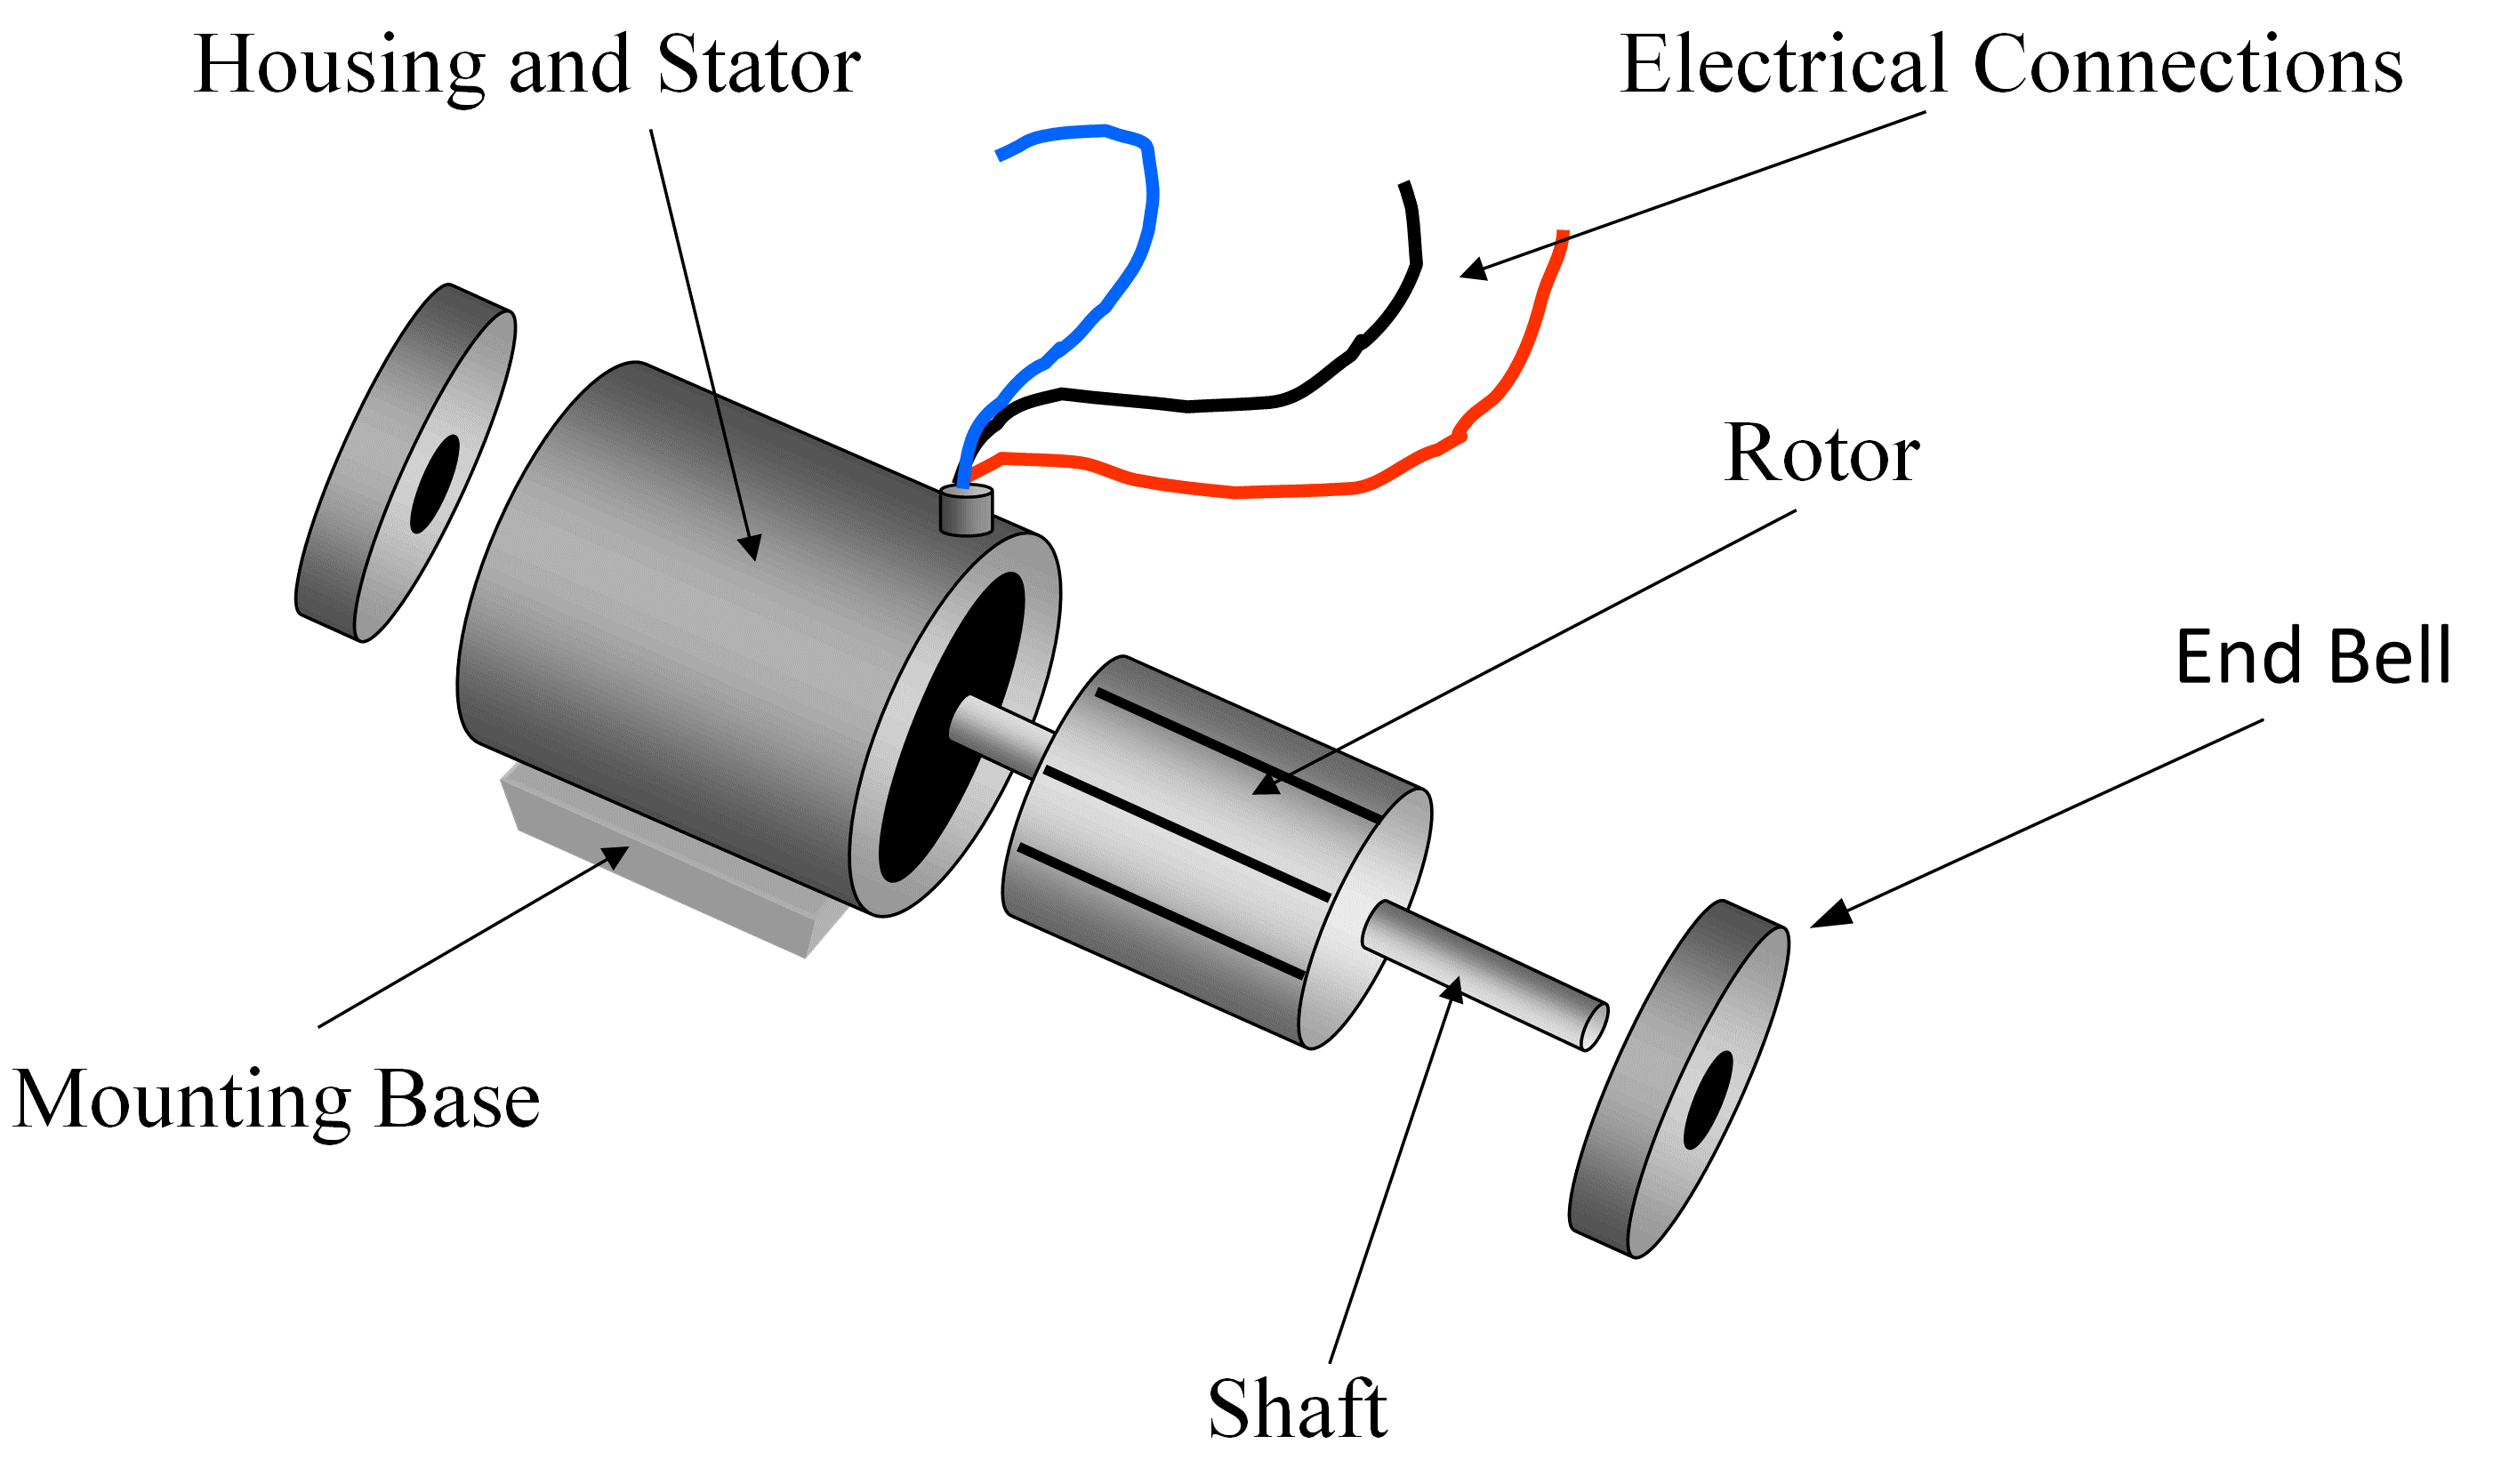 Housing and Stator
Electrical Connections
Rotor
End Bell
Mounting Base
Shaft